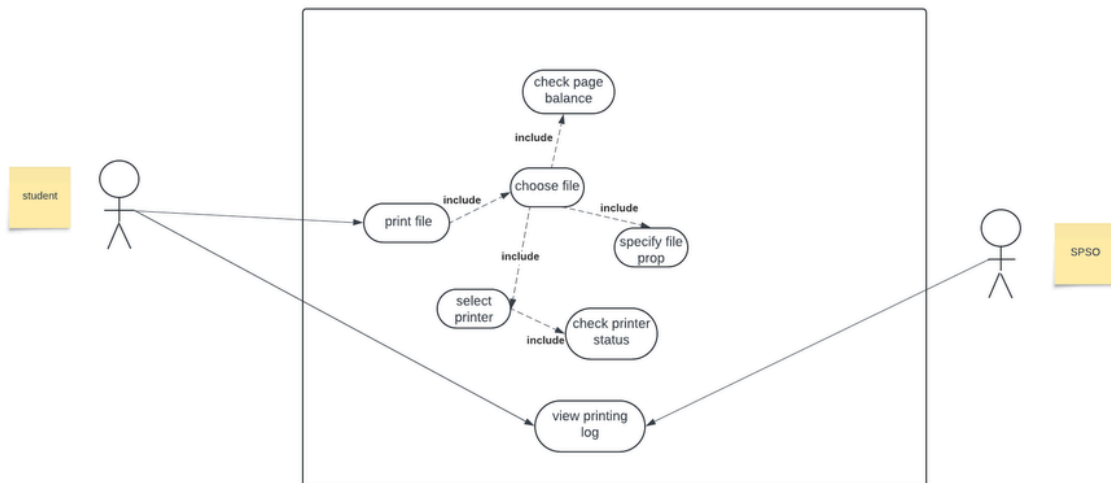 check page
balance
include
choose file
include
include
student
print file
specify file
prop
SPSO
include
select
printer
check printer
status
include
view printing
log